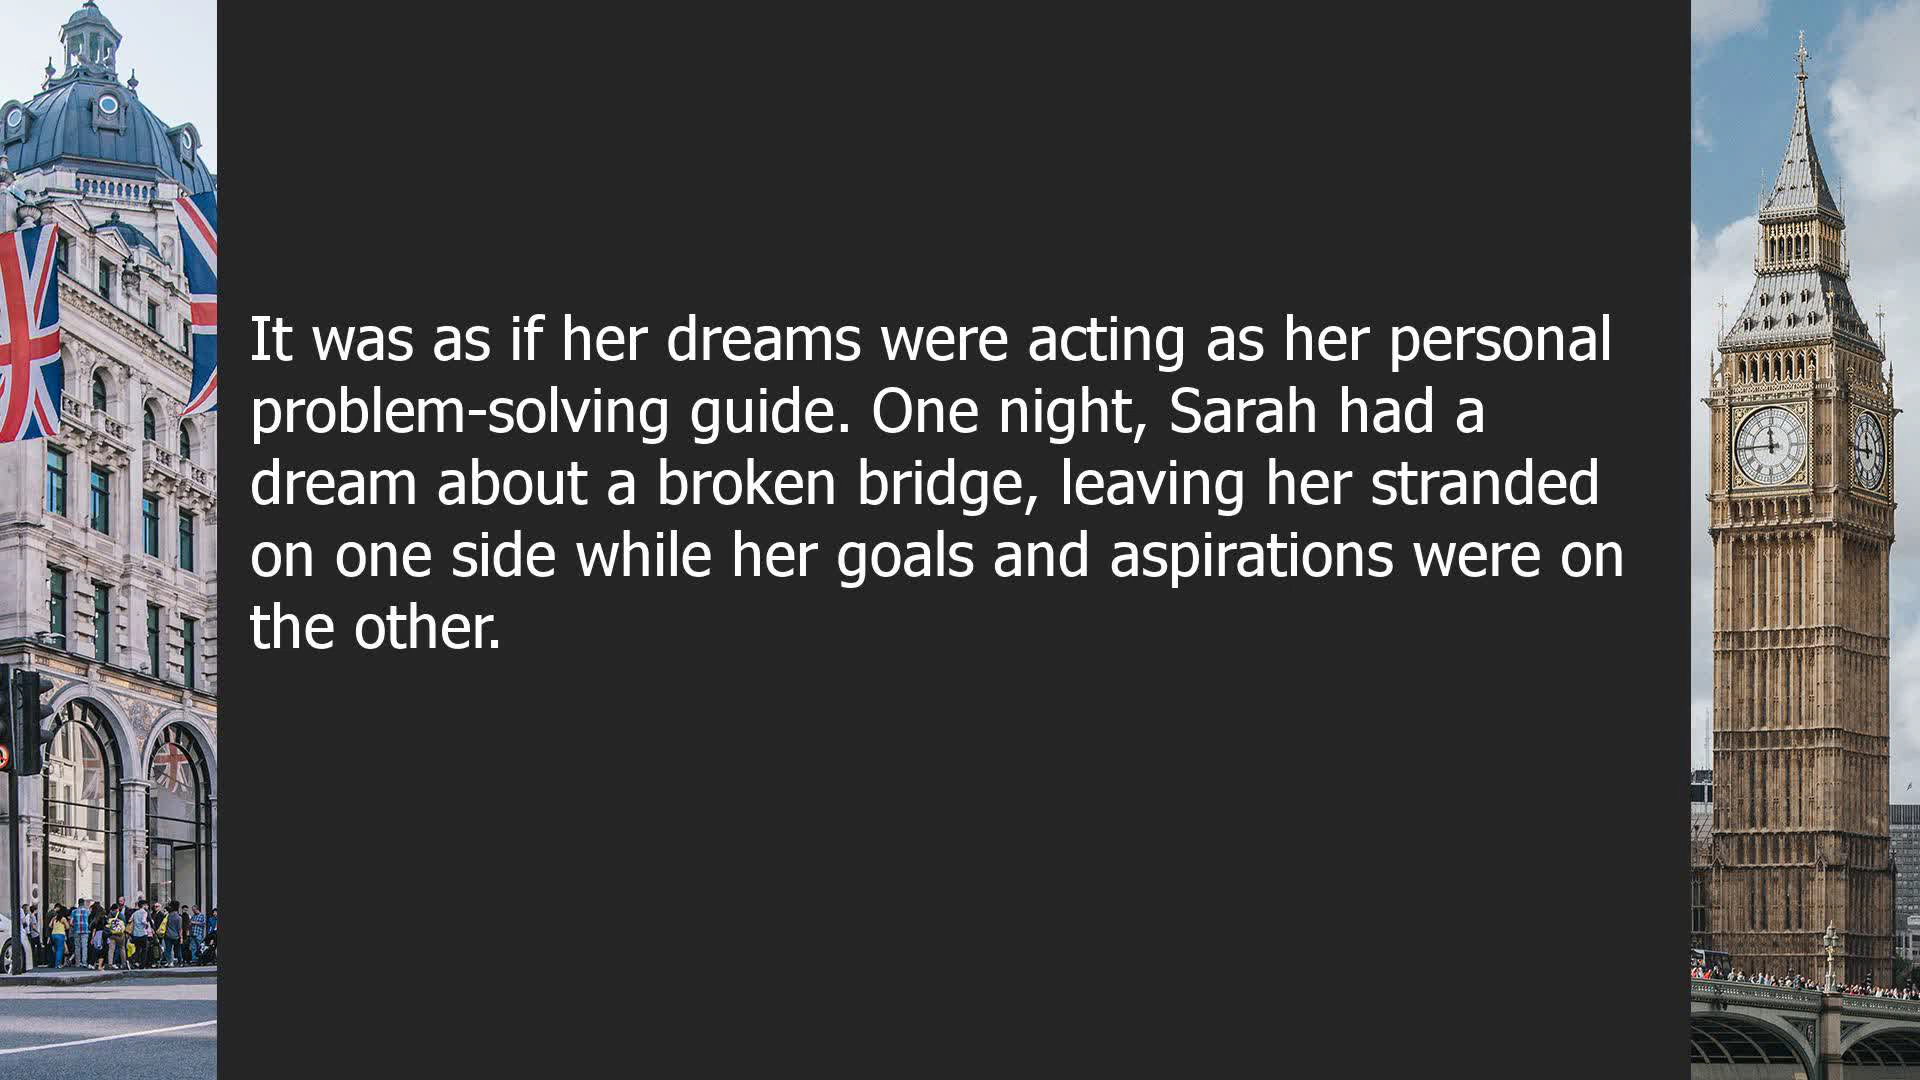 It was as if her dreams were acting as her personal
problem-solving guide. One night, Sarah had a
dream about a broken bridge, leaving her stranded
on one side while her goals and aspirations were on
the other.